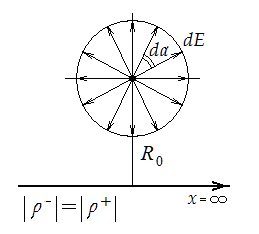 dα dE
R₀
x = ∞
|ρ⁻|=|ρ⁺|